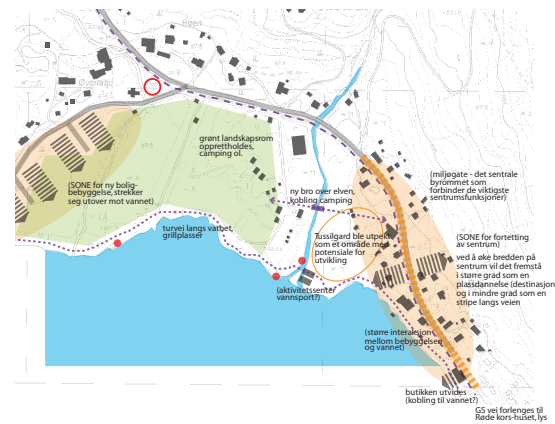 Moen
Øverland
grønt landskapsrom
opprettholdes,
camping ol.
(SONE for ny bolig-
bebyggelse, strekker
seg utover mot vannet)
ny bro over elven,
kobling camping
(miljøgate - det sentrale
byrommet som
forbinder de viktigste
sentrumsfunksjoner)
turvei langs vatnet,
grillplasser
Tussilgard ble utpekt
som et område med
potensiale for
utvikling
(SONE for fortetting
av sentrum)
ved å øke bredden på
sentrum vil det fremstå
i større grad som en
plassdannelse (destinasjon
og i mindre grad som en
stripe langs veien
(aktivitetssenter
vannsport?)
(større interaksjon
mellom bebyggelsen
og vannet)
butikken utvides
(kobling til vannet?)
GS vei forlenges til
Røde kors-huset, lys